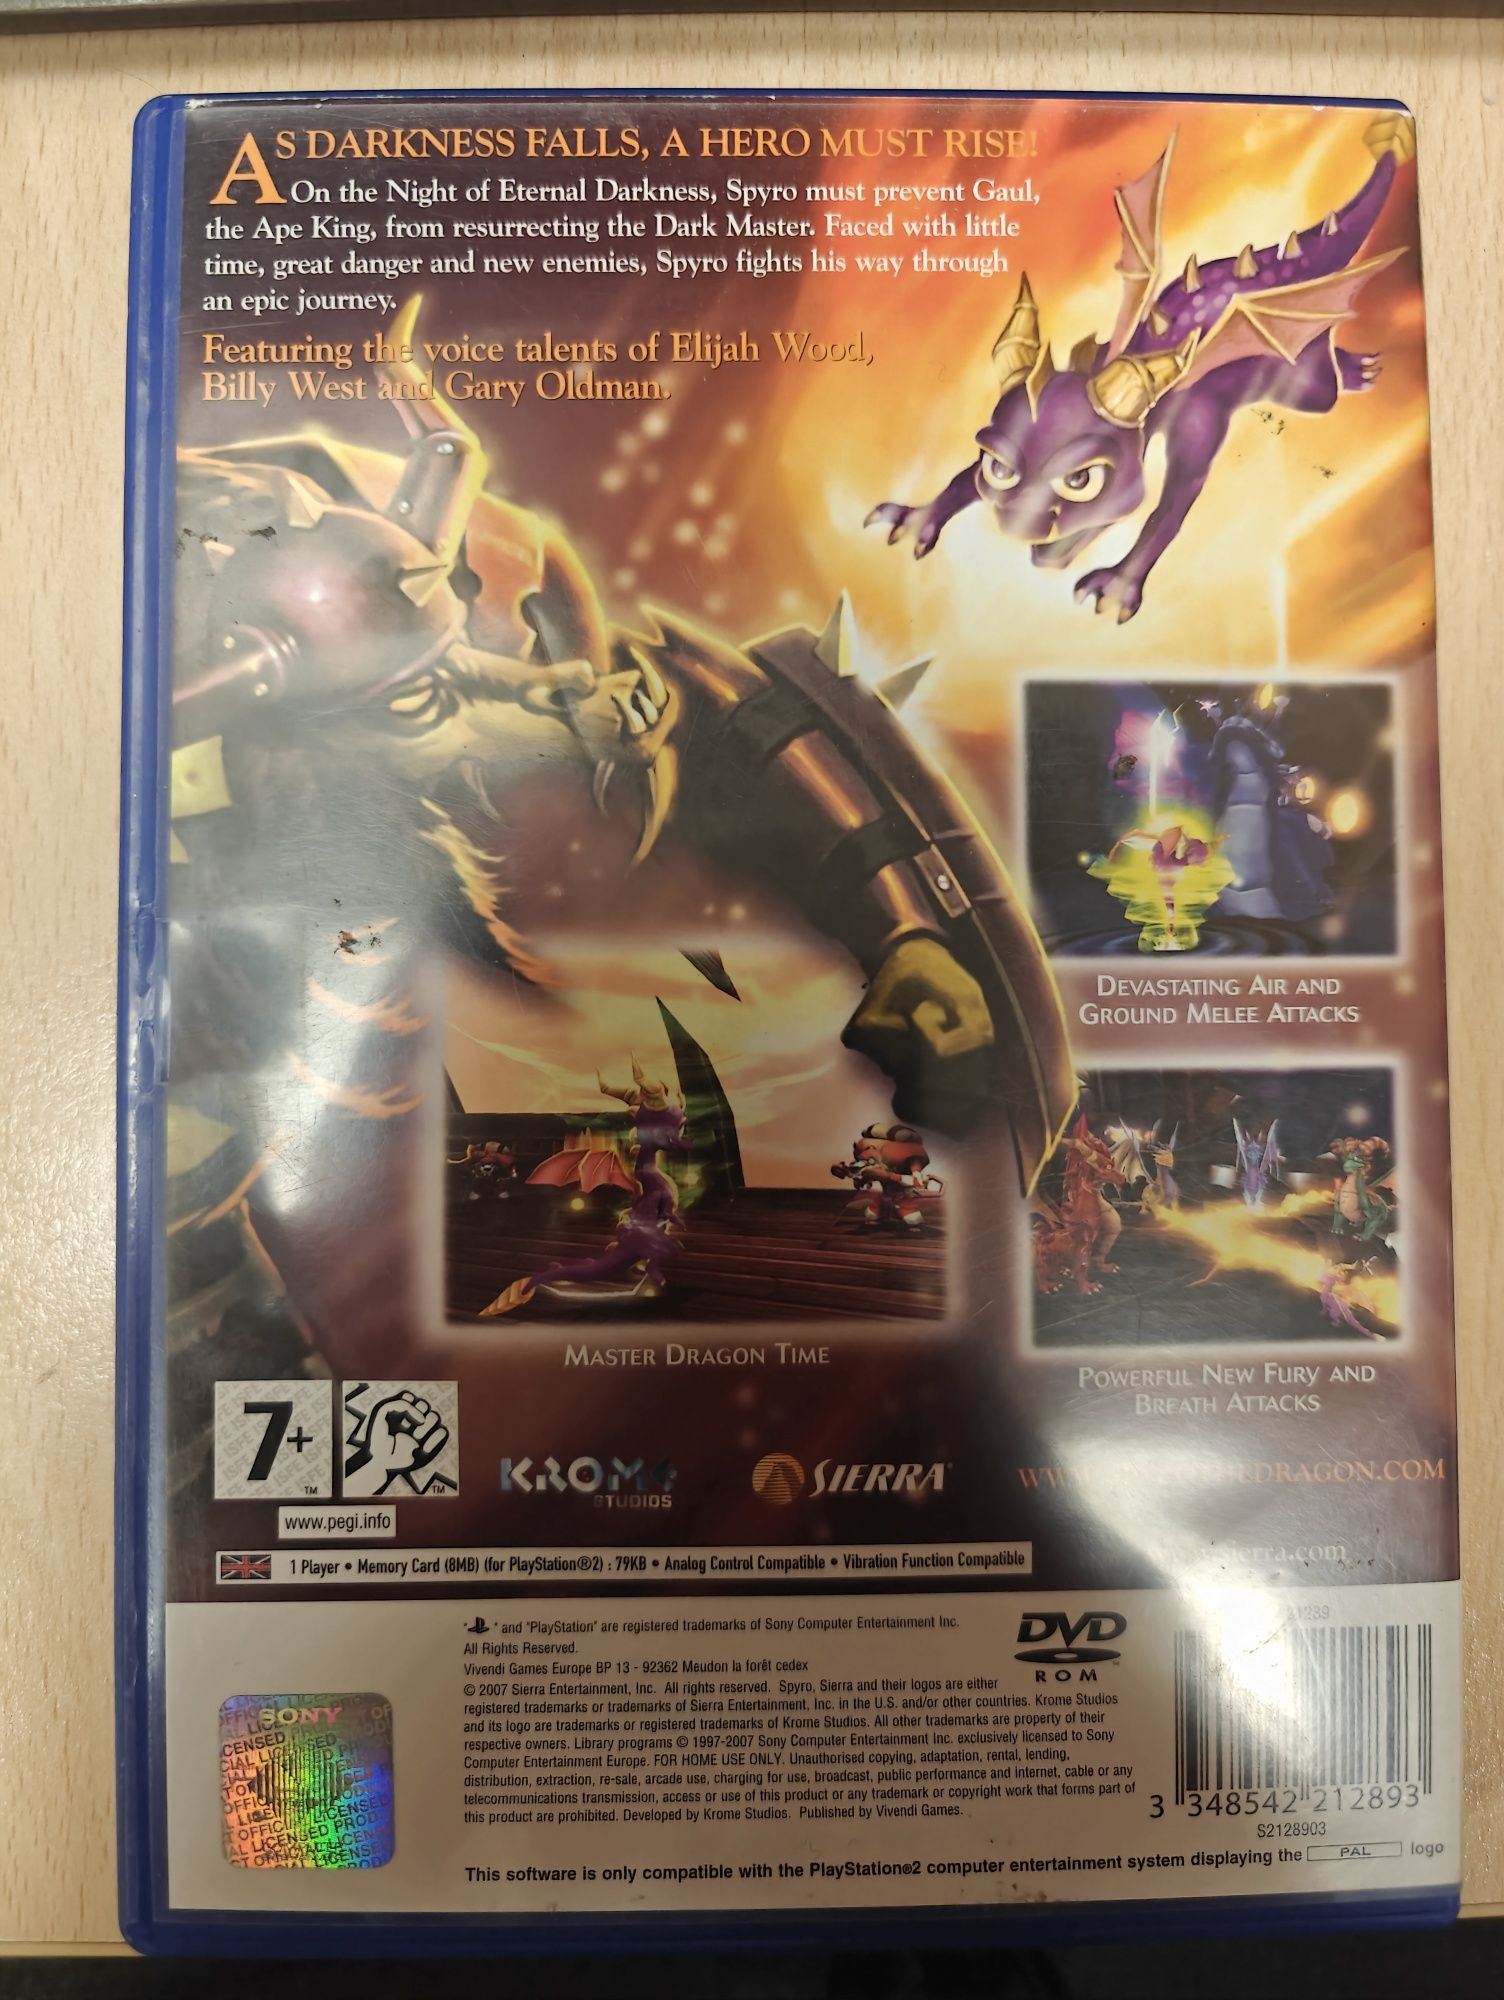 AS DARKNESS FALLS, A HERO MUST RISE!
On the Night of Eternal Darkness, Spyro must prevent Gaul,
the Ape King, from resurrecting the Dark Master. Faced with little
time, great danger and new enemies, Spyro fights his way through
an epic journey.
Featuring the voice talents of Elijah Wood,
Billy West and Gary Oldman.
DEVASTATING AIR AND
GROUND MELEE ATTACKS
MASTER DRAGON TIME
POWERFUL NEW FURY AND
BREATH ATTACKS
7+
TM
TM
www.pegi.info
KROME
STUDIOS
SIERRA
DRAGON.COM
sierra.com
1 Player • Memory Card (8MB) (for PlayStation®2) : 79KB • Analog Control Compatible • Vibration Function Compatible
" " and "PlayStation" are registered trademarks of Sony Computer Entertainment Inc.
All Rights Reserved.
Vivendi Games Europe BP 13 - 92362 Meudon la forêt cedex
© 2007 Sierra Entertainment, Inc. All rights reserved. Spyro, Sierra and their logos are either
registered trademarks or trademarks of Sierra Entertainment, Inc. in the U.S. and/or other countries. Krome Studios
and its logo are trademarks or registered trademarks of Krome Studios. All other trademarks are property of their
respective owners. Library programs © 1997-2007 Sony Computer Entertainment Inc. exclusively licensed to Sony
Computer Entertainment Europe. FOR HOME USE ONLY. Unauthorised copying, adaptation, rental, lending,
distribution, extraction, re-sale, arcade use, charging for use, broadcast, public performance and internet, cable or any
telecommunications transmission, access or use of this product or any trademark or copyright work that forms part of
this product are prohibited. Developed by Krome Studios. Published by Vivendi Games.
DVD
ROM
SONY
3 348542 212893
S2128903
This software is only compatible with the PlayStation®2 computer entertainment system displaying the PAL logo